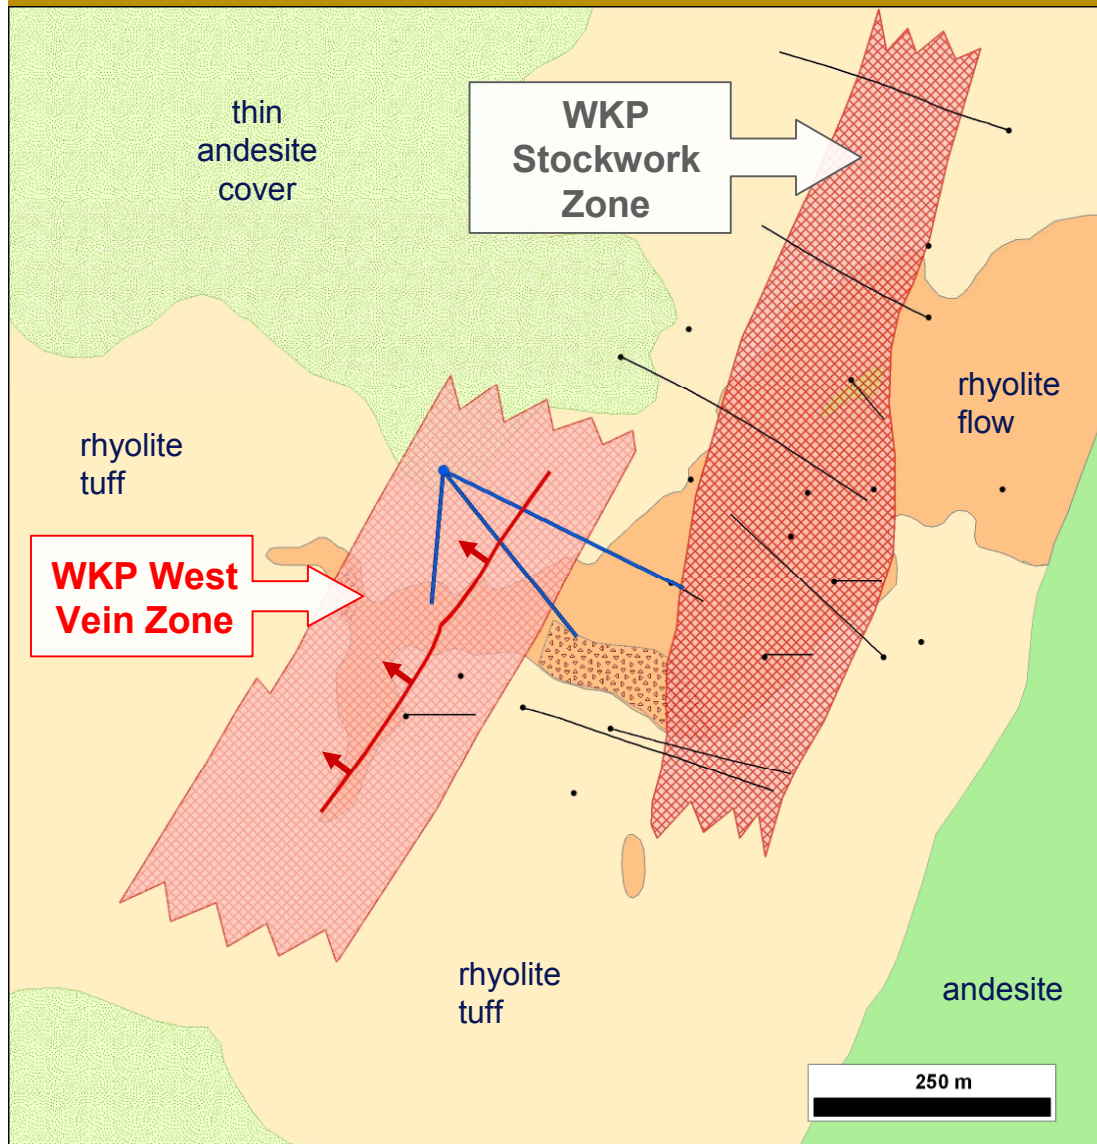 thin
andesite
cover
WKP
Stockwork
Zone
rhyolite
flow
rhyolite
tuff
WKP West
Vein Zone
rhyolite
tuff
andesite
250 m